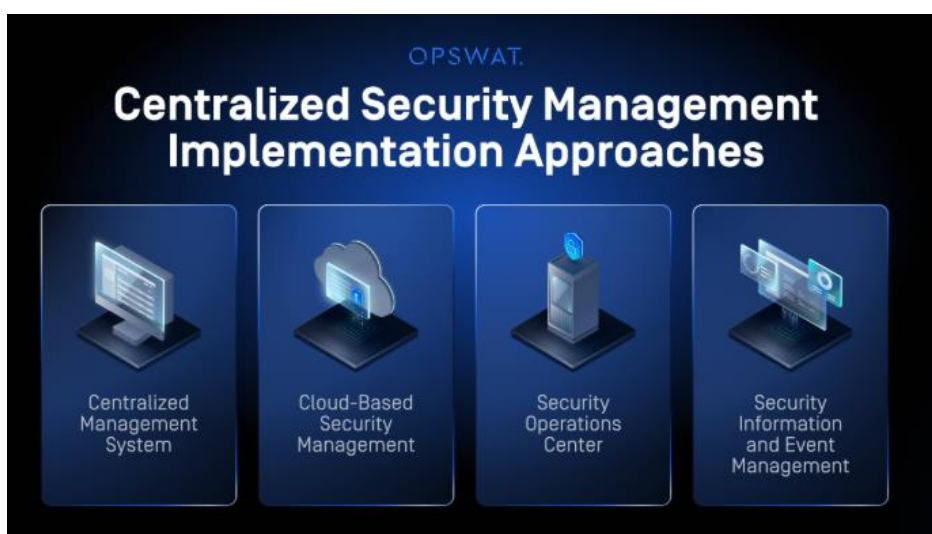 OPSWAT.
Centralized Security Management
Implementation Approaches
Centralized
Management
System
Cloud-Based
Security
Management
Security
Operations
Center
Security
Information
and Event
Management